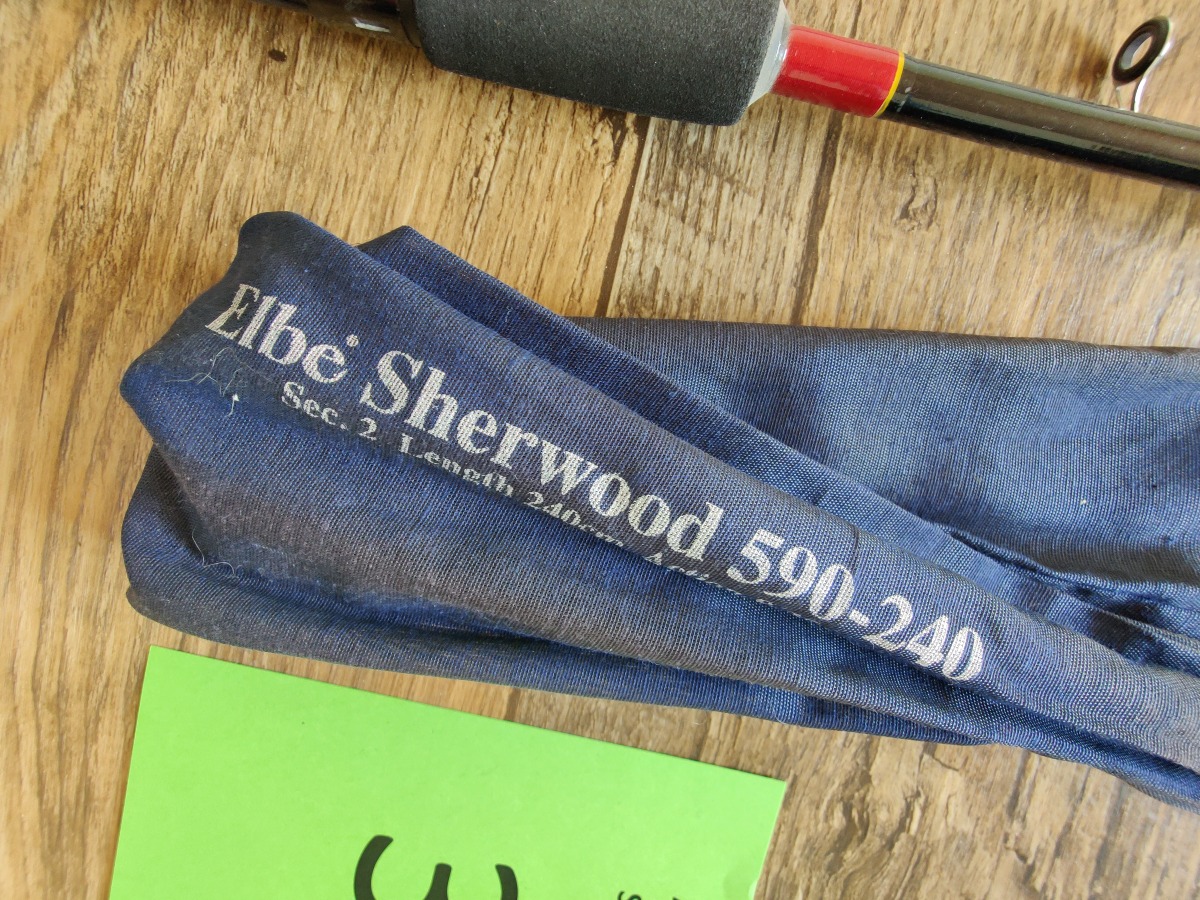 Elbe® Sherwood 590-240
Sec. 2 Length 240cm